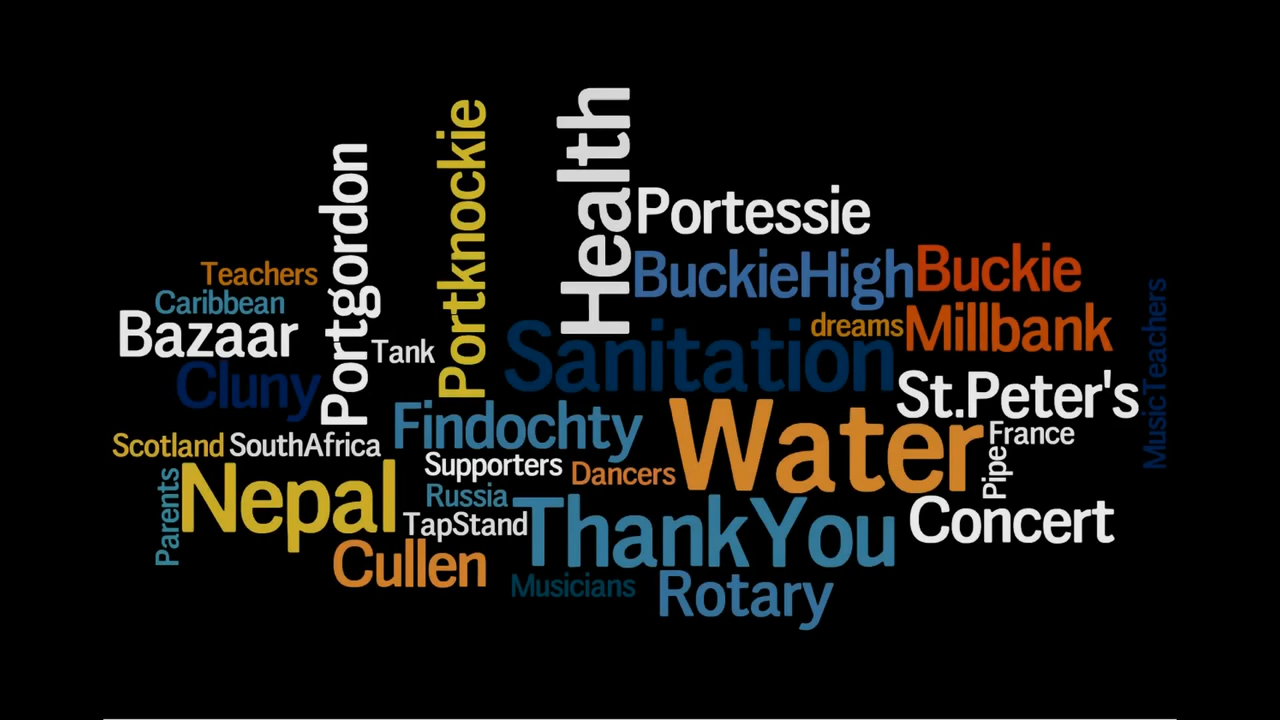 Health
Portknockie
Portgordon
Portessie
BuckieHigh
Buckie
Teachers
Caribbean
Bazaar
Tank
Sanitation
dreams
Millbank
MusicTeachers
Cluny
St.Peter's
Findochty
Water
France
Scotland
SouthAfrica
Supporters
Dancers
Pipe
Parents
Nepal
Russia
TapStand
ThankYou
Concert
Cullen
Musicians
Rotary